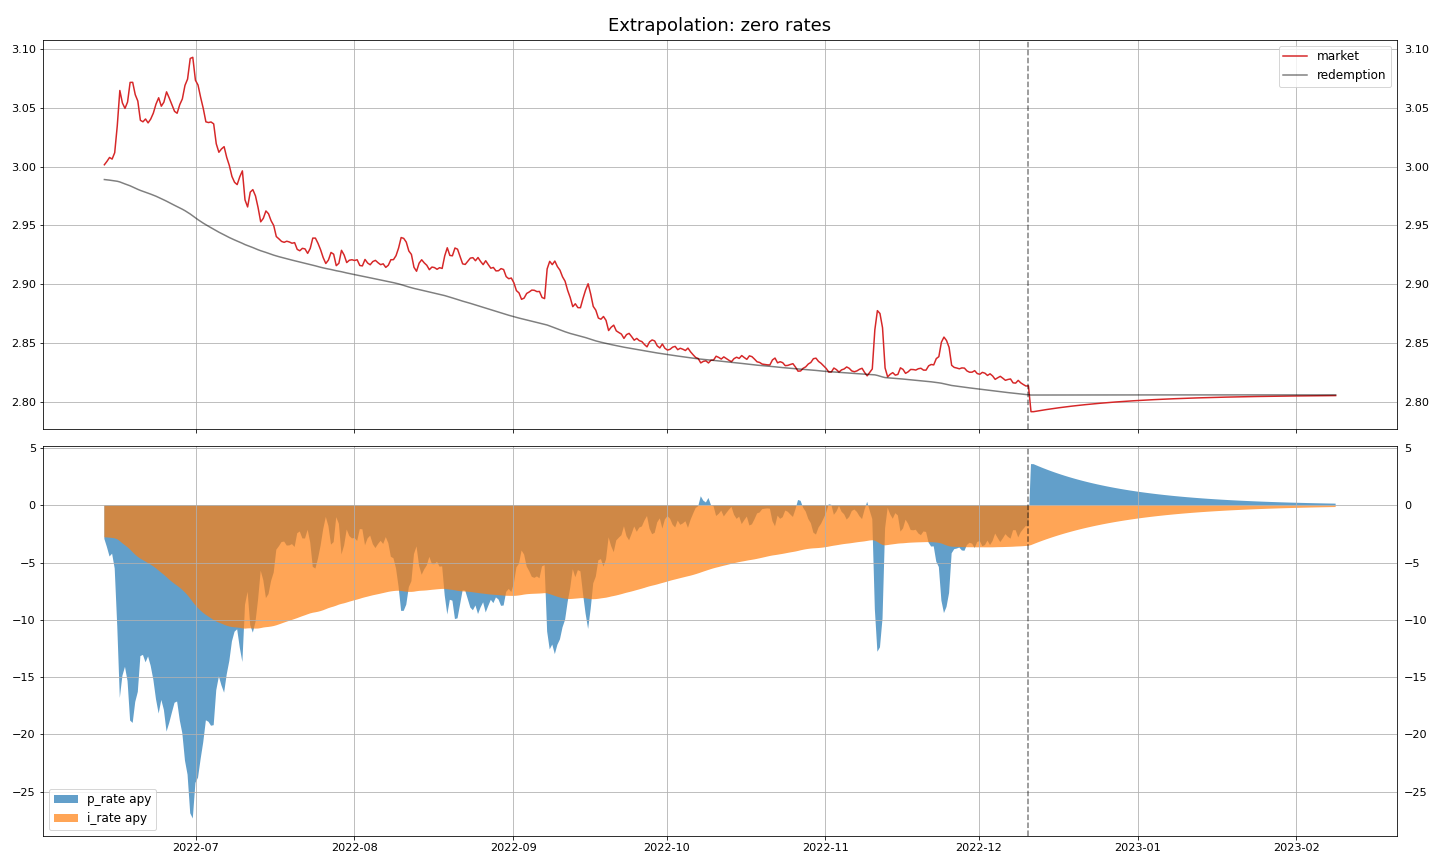 Extrapolation: zero rates
3.10 3.10
market
redemption
3.05 3.05
3.00 3.00
2.95 2.95
2.90 2.90
2.85 2.85
2.80 2.80
5 5
0 0
−5 −5
−10 −10
−15 −15
−20 −20
−25 −25
p_rate apy
i_rate apy
2022-07 2022-08 2022-09 2022-10 2022-11 2022-12 2023-01 2023-02